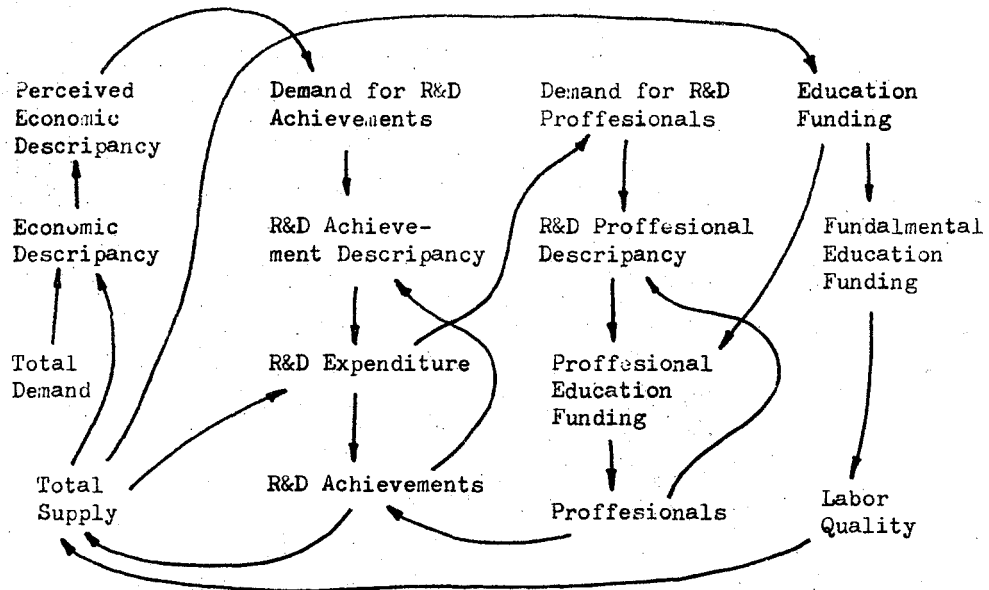 Perceived
Economic
Descripancy
Demand for R&D
Achievements
Demand for R&D
Proffesionals
Education
Funding
Economic
Descripancy
R&D Achieve-
ment Descripancy
R&D Proffesional
Descripancy
Fundalmental
Education
Funding
Total
Demand
R&D Expenditure
Proffesional
Education
Funding
Total
Supply
R&D Achievements
Proffesionals
Labor
Quality